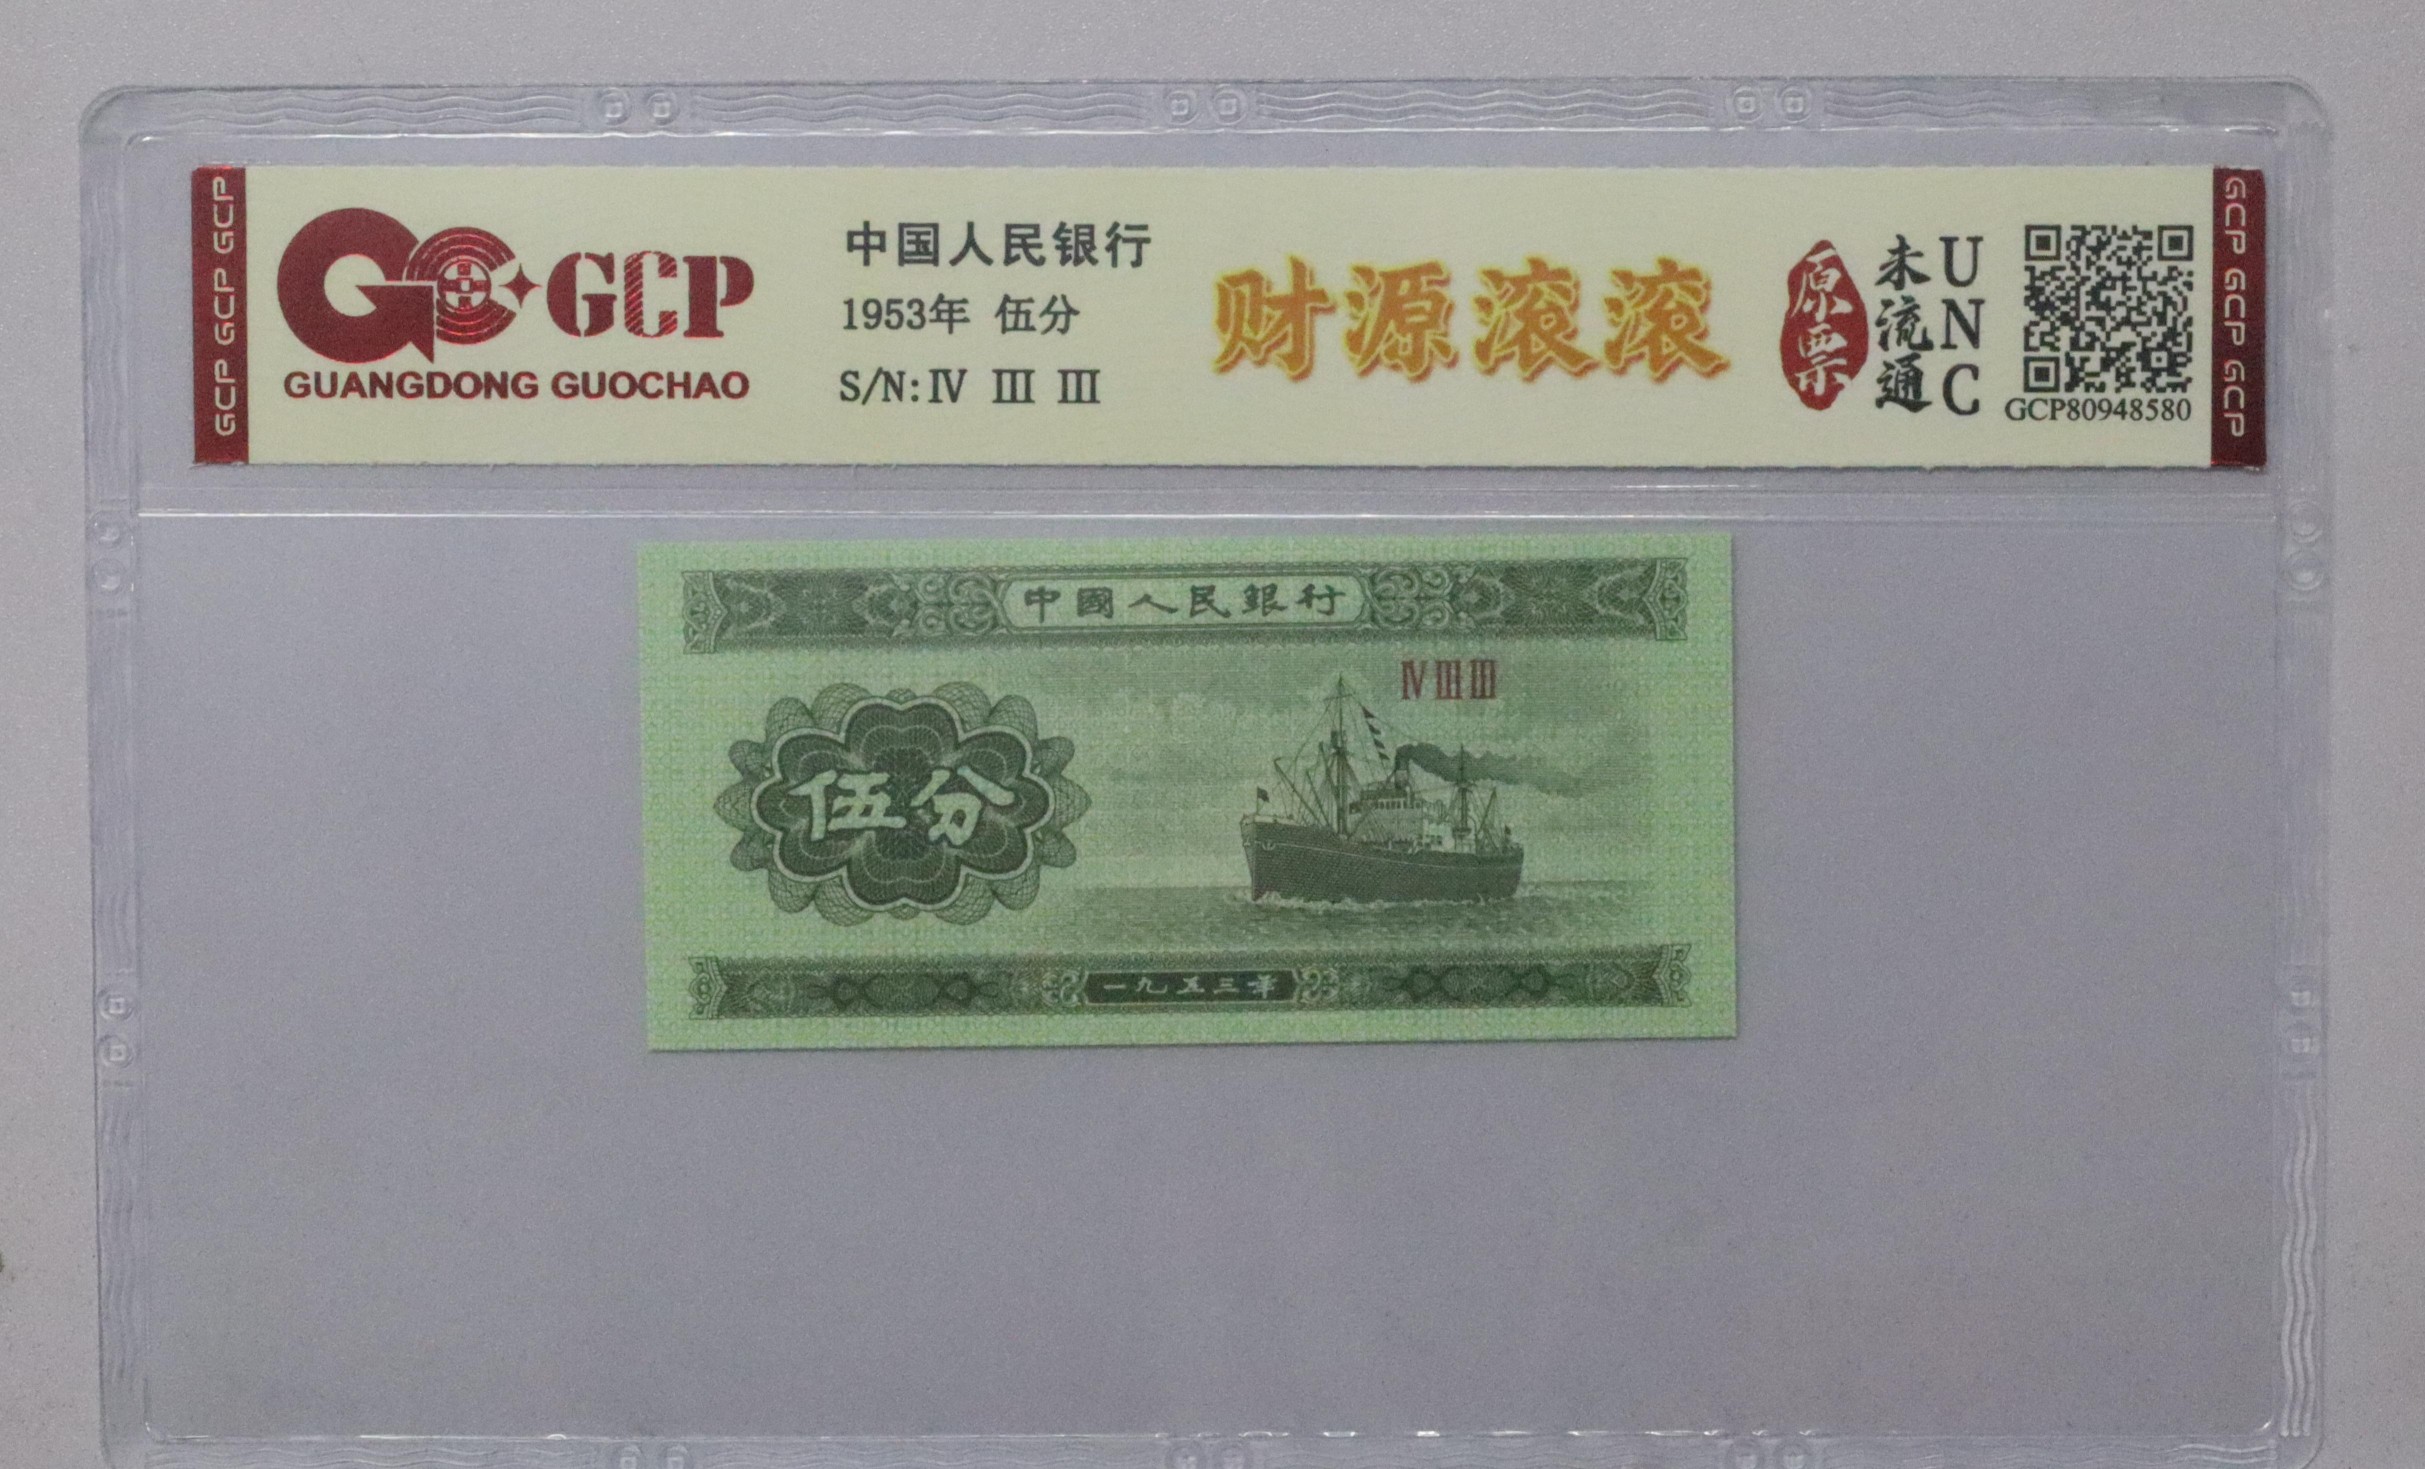 GCP GCP GCP GCP
GCP
GUANGDONG GUOCHAO
中国人民银行
1953年 伍分
S/N:Ⅳ Ⅲ Ⅲ
财源滚滚
原票
未流通
UNC
GCP80948580
GCP GCP GCP
中國人民銀行
Ⅳ Ⅲ Ⅲ
伍分
一九五三年